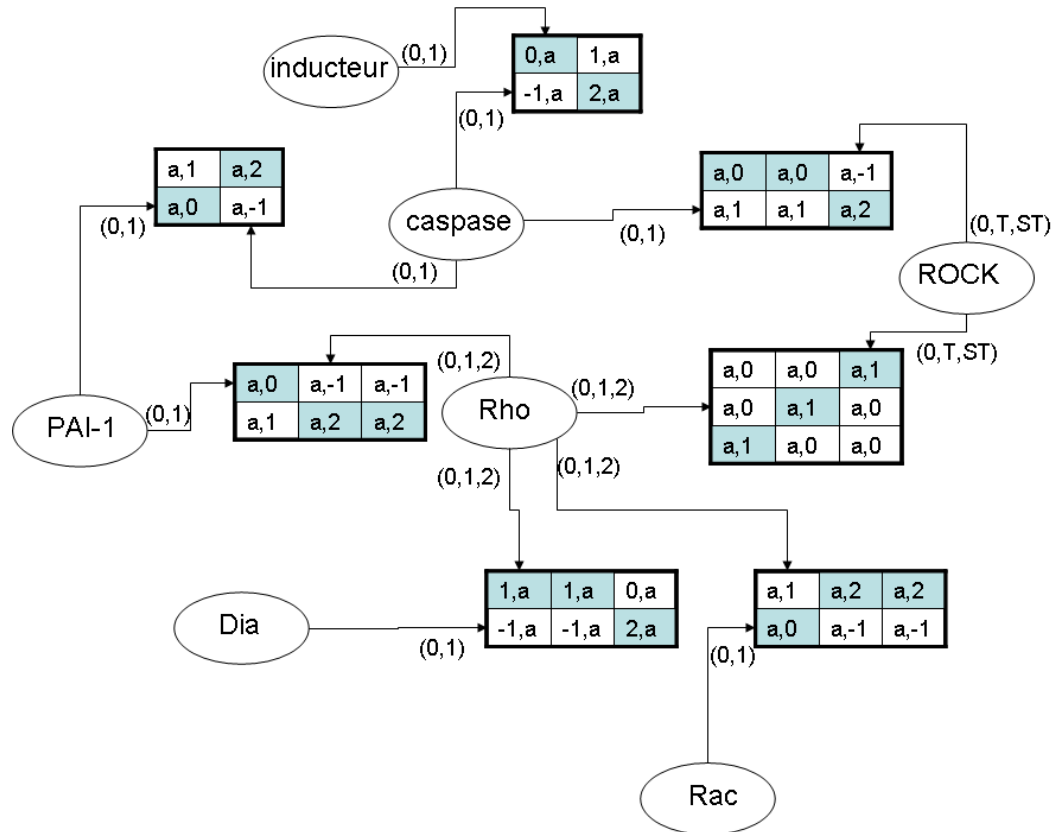 inducteur
(0,1)
0,a 1,a
-1,a 2,a
(0,1)
a,1 a,2
a,0 a,-1
(0,1)
caspase
(0,1)
(0,1)
a,0 a,0 a,-1
a,1 a,1 a,2
(0,T,ST)
ROCK
(0,T,ST)
PAI-1
(0,1)
a,0 a,-1 a,-1
a,1 a,2 a,2
(0,1,2)
Rho
(0,1,2)
(0,1,2)
(0,1,2)
a,0 a,0 a,1
a,0 a,1 a,0
a,1 a,0 a,0
Dia
(0,1)
1,a 1,a 0,a
-1,a -1,a 2,a
a,1 a,2 a,2
a,0 a,-1 a,-1
(0,1)
Rac